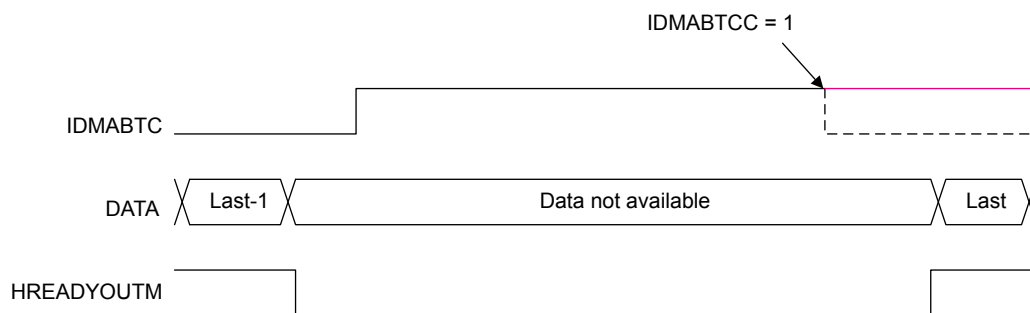 IDMABTCC = 1
IDMABTC
DATA
Last-1
Data not available
Last
HREADYOUTM